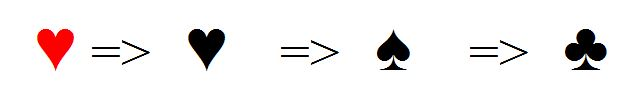 ♥ => ♥ => ♠ => ♣